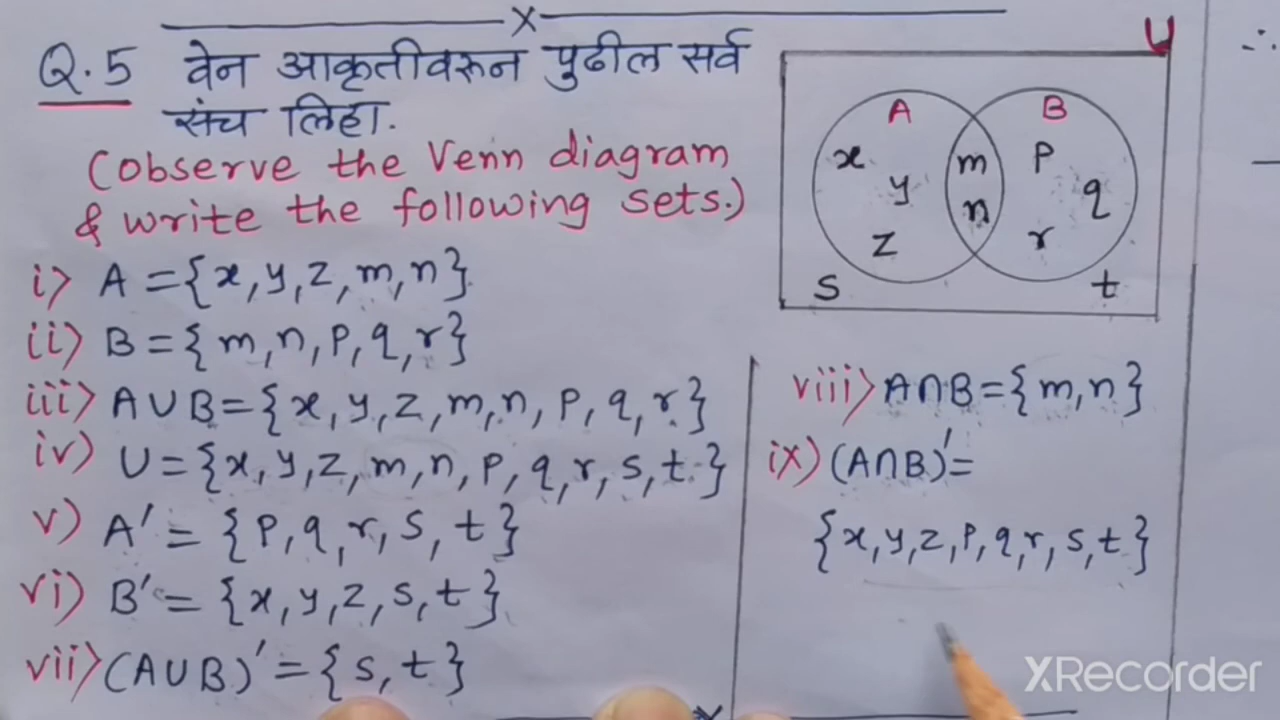 Q.5 वेन आकृतीवरून पुढील सर्व
संच लिहा.
(observe the Venn diagram
& write the following sets.)
i) A = {x, y, z, m, n}
ii) B = {m, n, p, q, r}
iii) A∪B = {x, y, z, m, n, p, q, r}
iv) U = {x, y, z, m, n, p, q, r, s, t.}
v) A' = {p, q, r, s, t}
vi) B' = {x, y, z, s, t}
vii) (A∪B)' = {s, t}
U
A B
x m p
y n q
z r
s t
viii) A∩B = {m, n}
ix) (A∩B)' =
{x, y, z, p, q, r, s, t}
XRecorder